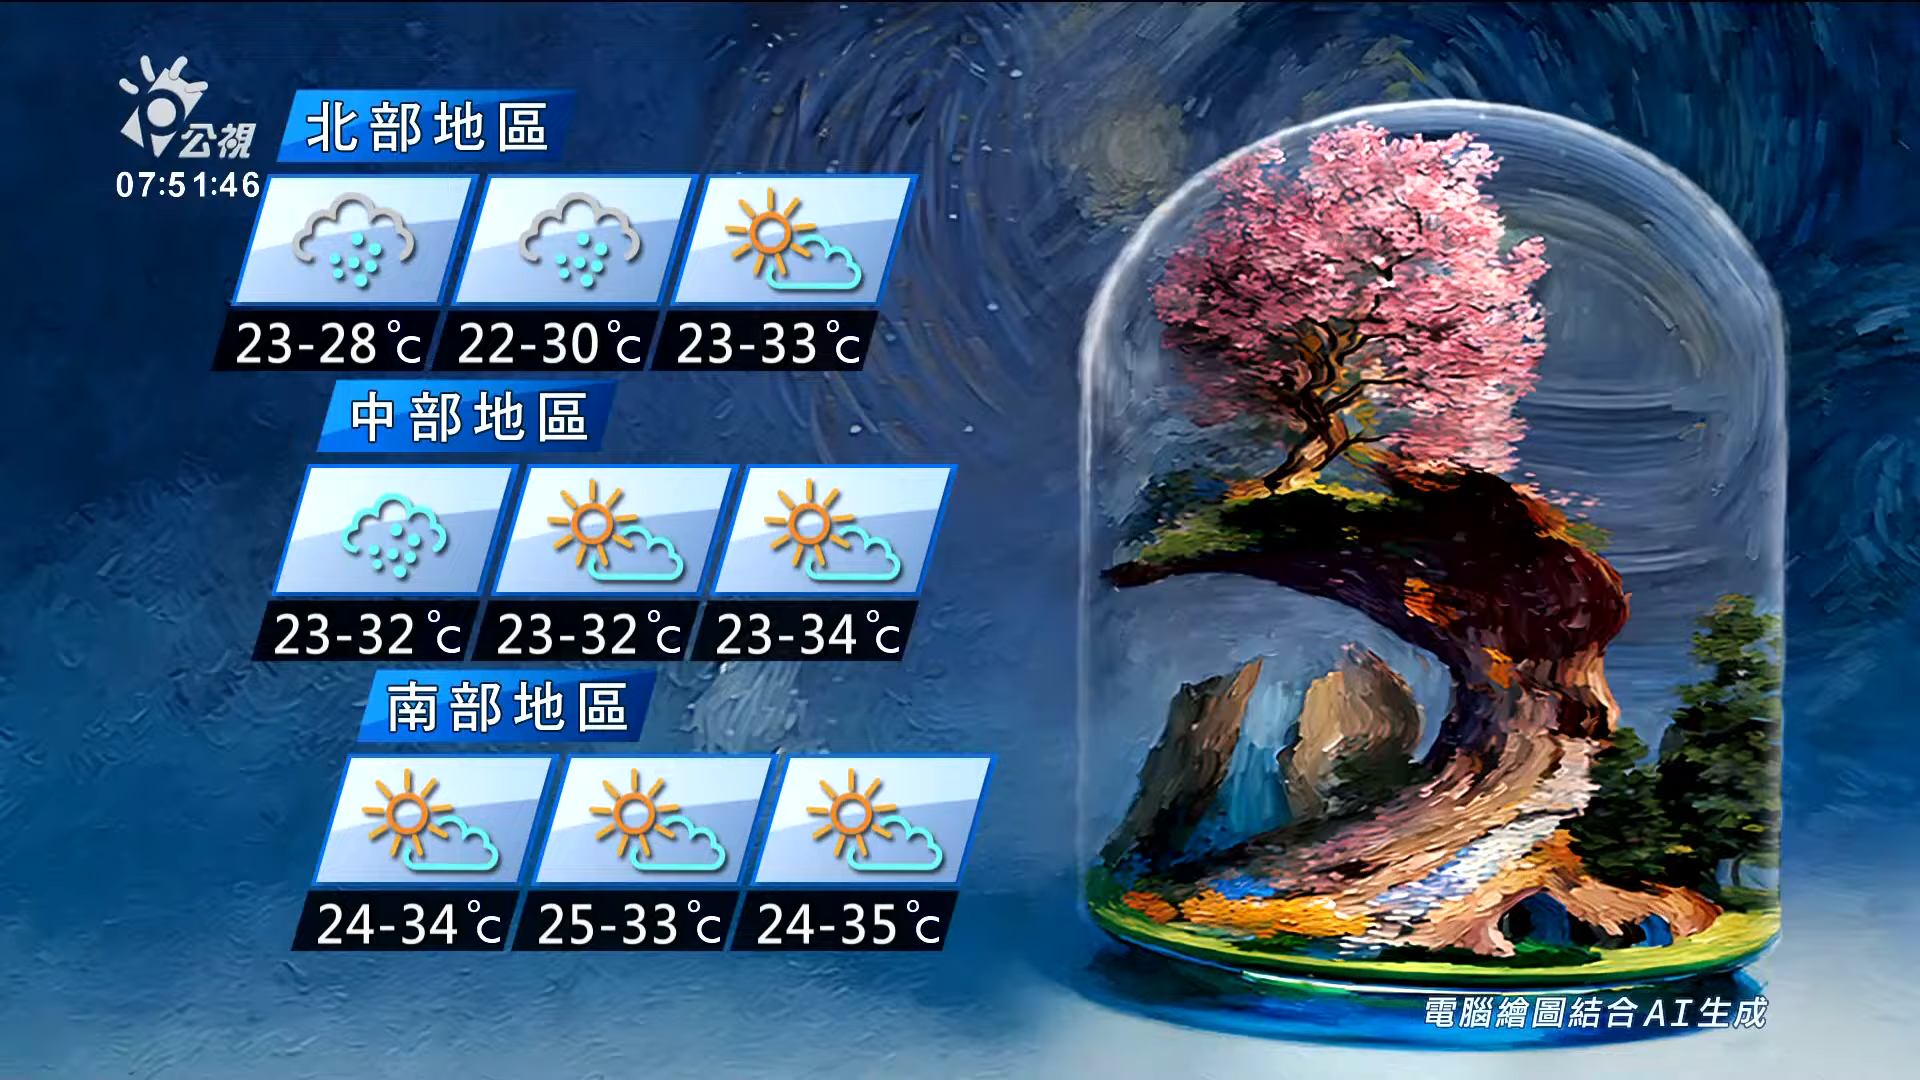 公視
07:51:46
北部地區
23-28℃ 22-30℃ 23-33℃
中部地區
23-32℃ 23-32℃ 23-34℃
南部地區
24-34℃ 25-33℃ 24-35℃
電腦繪圖結合AI生成